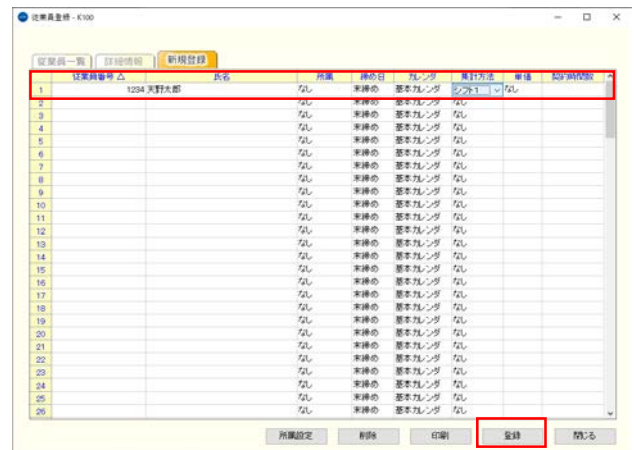 従業員登録 - K100
従業員一覧 詳細情報 新規登録
従業員番号 △ 氏名 所属 締め日 カレンダ 集計方法 単価 契約時間数
1 1234 天野太郎 なし 末締め 基本カレンダ シフト1 なし
2 なし 末締め 基本カレンダ なし
3 なし 末締め 基本カレンダ なし
4 なし 末締め 基本カレンダ なし
5 なし 末締め 基本カレンダ なし
6 なし 末締め 基本カレンダ なし
7 なし 末締め 基本カレンダ なし
8 なし 末締め 基本カレンダ なし
9 なし 末締め 基本カレンダ なし
10 なし 末締め 基本カレンダ なし
11 なし 末締め 基本カレンダ なし
12 なし 末締め 基本カレンダ なし
13 なし 末締め 基本カレンダ なし
14 なし 末締め 基本カレンダ なし
15 なし 末締め 基本カレンダ なし
16 なし 末締め 基本カレンダ なし
17 なし 末締め 基本カレンダ なし
18 なし 末締め 基本カレンダ なし
19 なし 末締め 基本カレンダ なし
20 なし 末締め 基本カレンダ なし
21 なし 末締め 基本カレンダ なし
22 なし 末締め 基本カレンダ なし
23 なし 末締め 基本カレンダ なし
24 なし 末締め 基本カレンダ なし
25 なし 末締め 基本カレンダ なし
26 なし 末締め 基本カレンダ なし
所属設定 削除 印刷 登録 閉じる